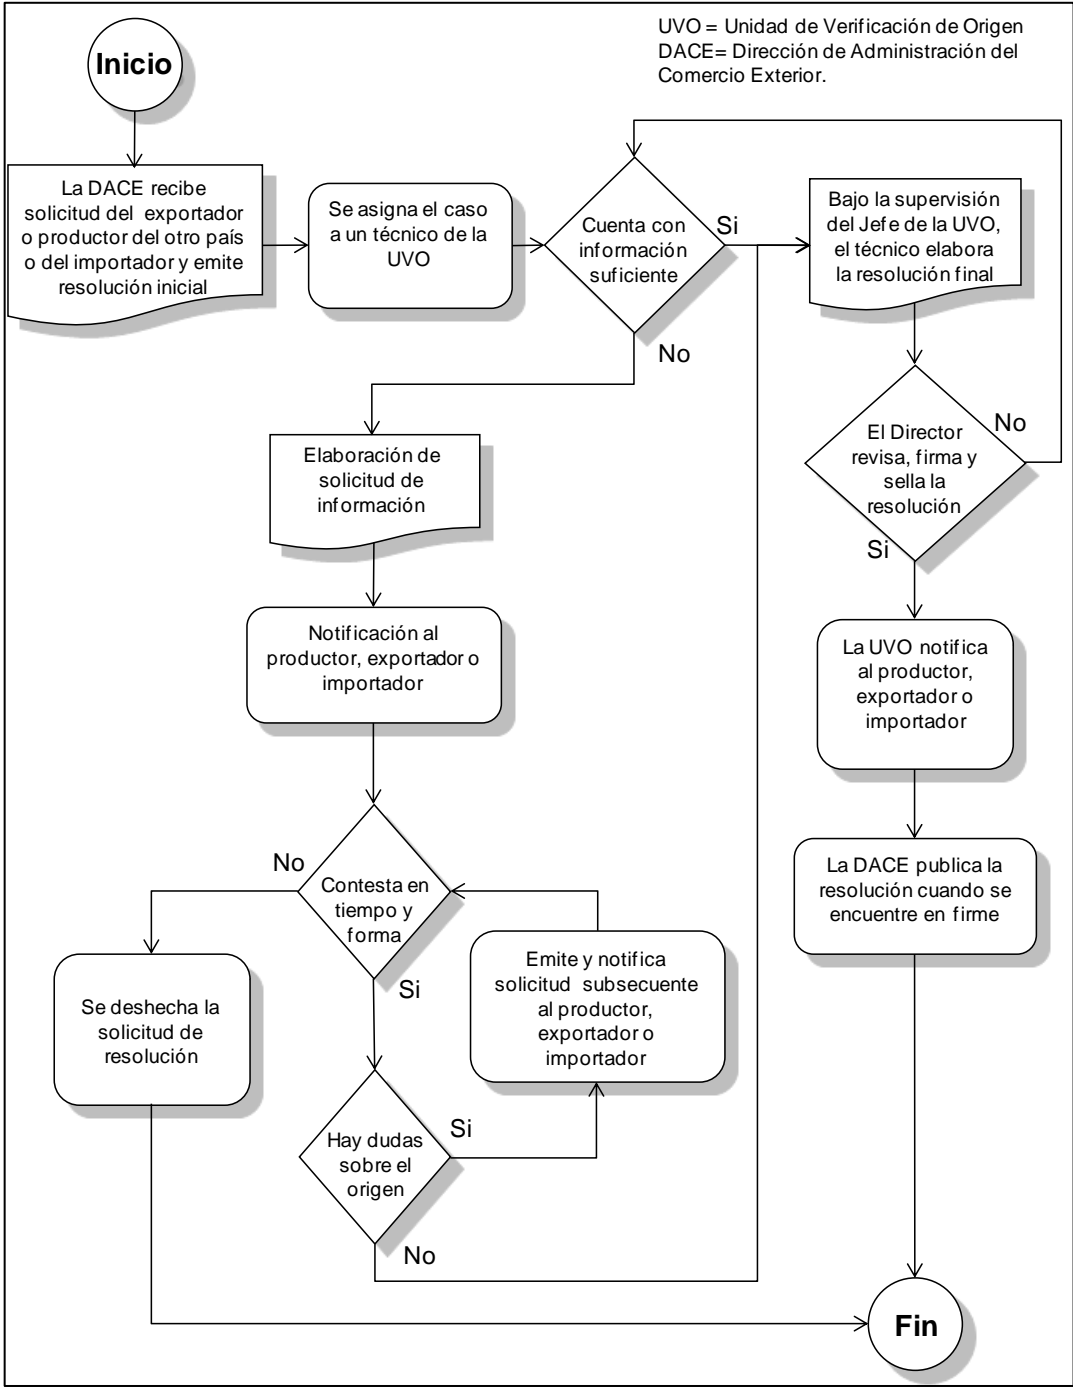 UVO = Unidad de Verificación de Origen
DACE= Dirección de Administración del
Comercio Exterior.
Inicio
La DACE recibe
solicitud del exportador
o productor del otro país
o del importador y emite
resolución inicial
Se asigna el caso
a un técnico de la
UVO
Cuenta con
información
suficiente
Si
No
Bajo la supervisión
del Jefe de la UVO,
el técnico elabora
la resolución final
El Director
revisa, firma y
sella la
resolución
No
Si
Elaboración de
solicitud de
información
Notificación al
productor, exportador o
importador
La UVO notifica
al productor,
exportador o
importador
Contesta en
tiempo y
forma
No
Si
La DACE publica la
resolución cuando se
encuentre en firme
Emite y notifica
solicitud subsecuente
al productor,
exportador o
importador
Se deshecha la
solicitud de
resolución
Hay dudas
sobre el
origen
Si
No
Fin